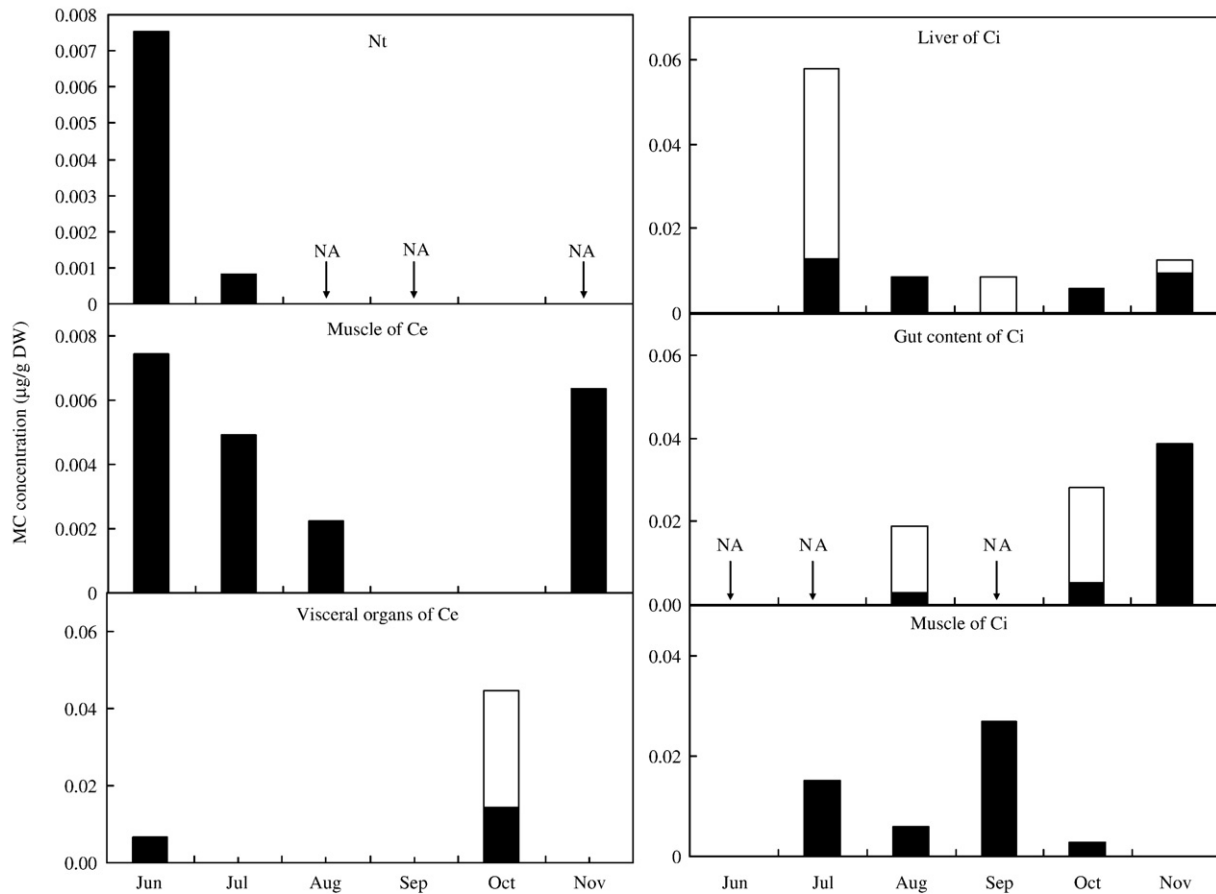 MC concentration (µg/g DW)
Nt
0.008
0.007
0.006
0.005
0.004
0.003
0.002
0.001
0
NA
NA
NA
Muscle of Ce
0.008
0.006
0.004
0.002
0
Visceral organs of Ce
0.06
0.04
0.02
0.00
Jun Jul Aug Sep Oct Nov
Liver of Ci
0.06
0.04
0.02
0
Gut content of Ci
0.06
0.04
0.02
0.00
NA
NA
NA
Muscle of Ci
0.04
0.02
0
Jun Jul Aug Sep Oct Nov